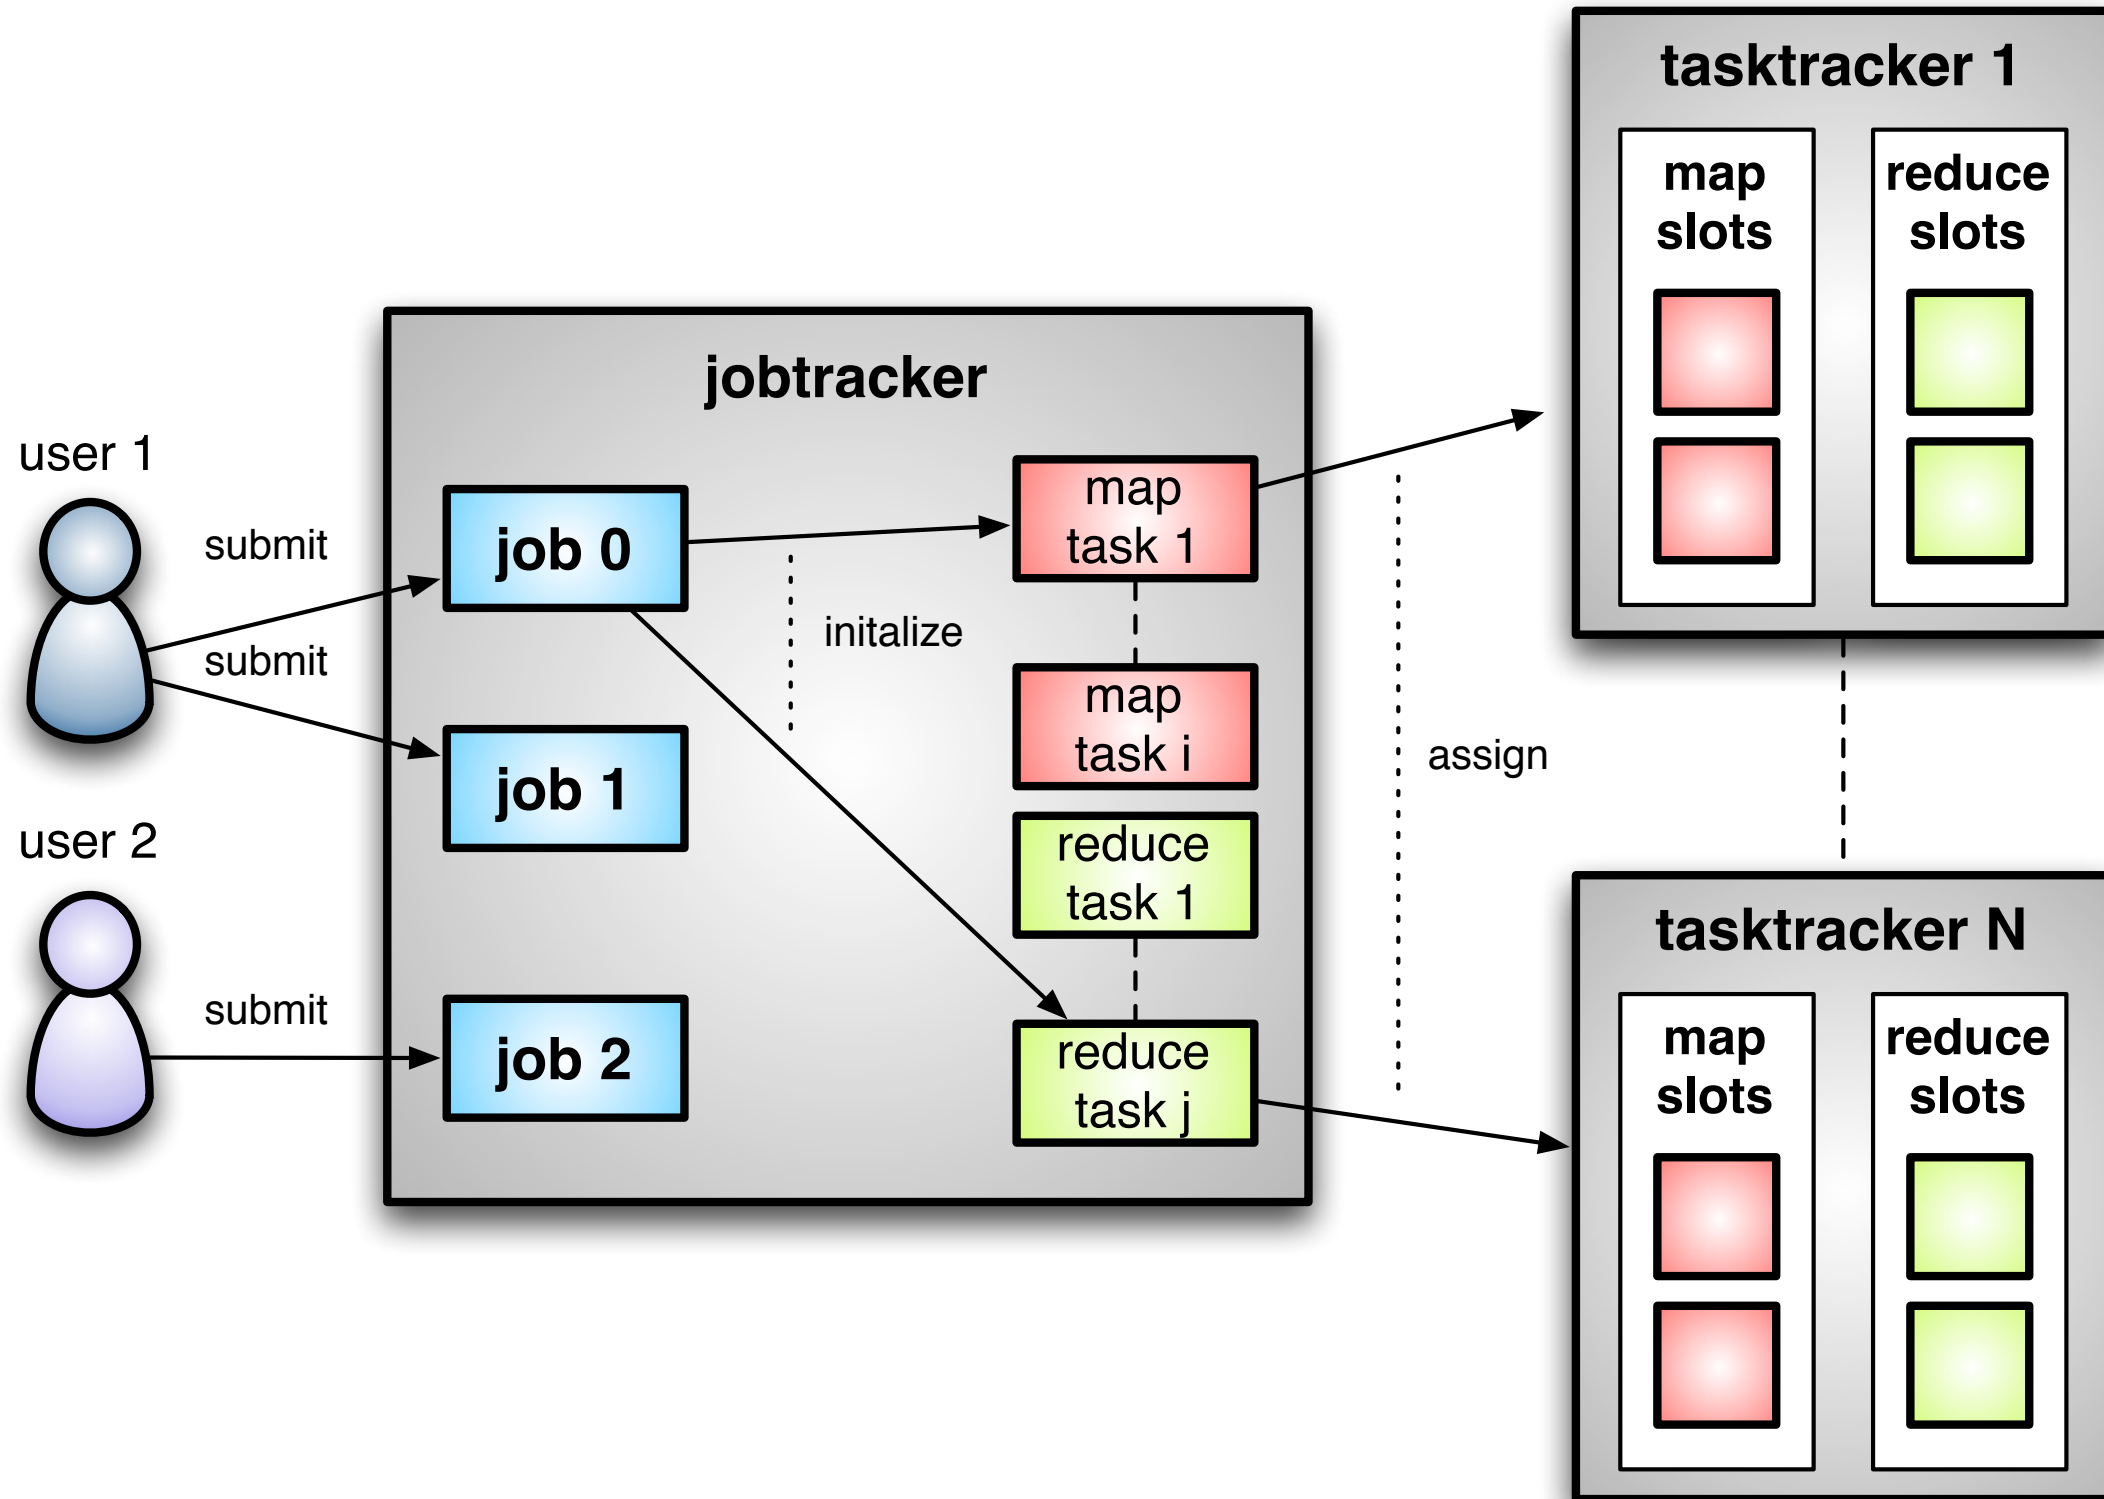 user 1
submit
submit
user 2
submit
jobtracker
job 0
job 1
job 2
initalize
map
task 1
map
task i
reduce
task 1
reduce
task j
assign
tasktracker 1
map
slots
reduce
slots
tasktracker N
map
slots
reduce
slots